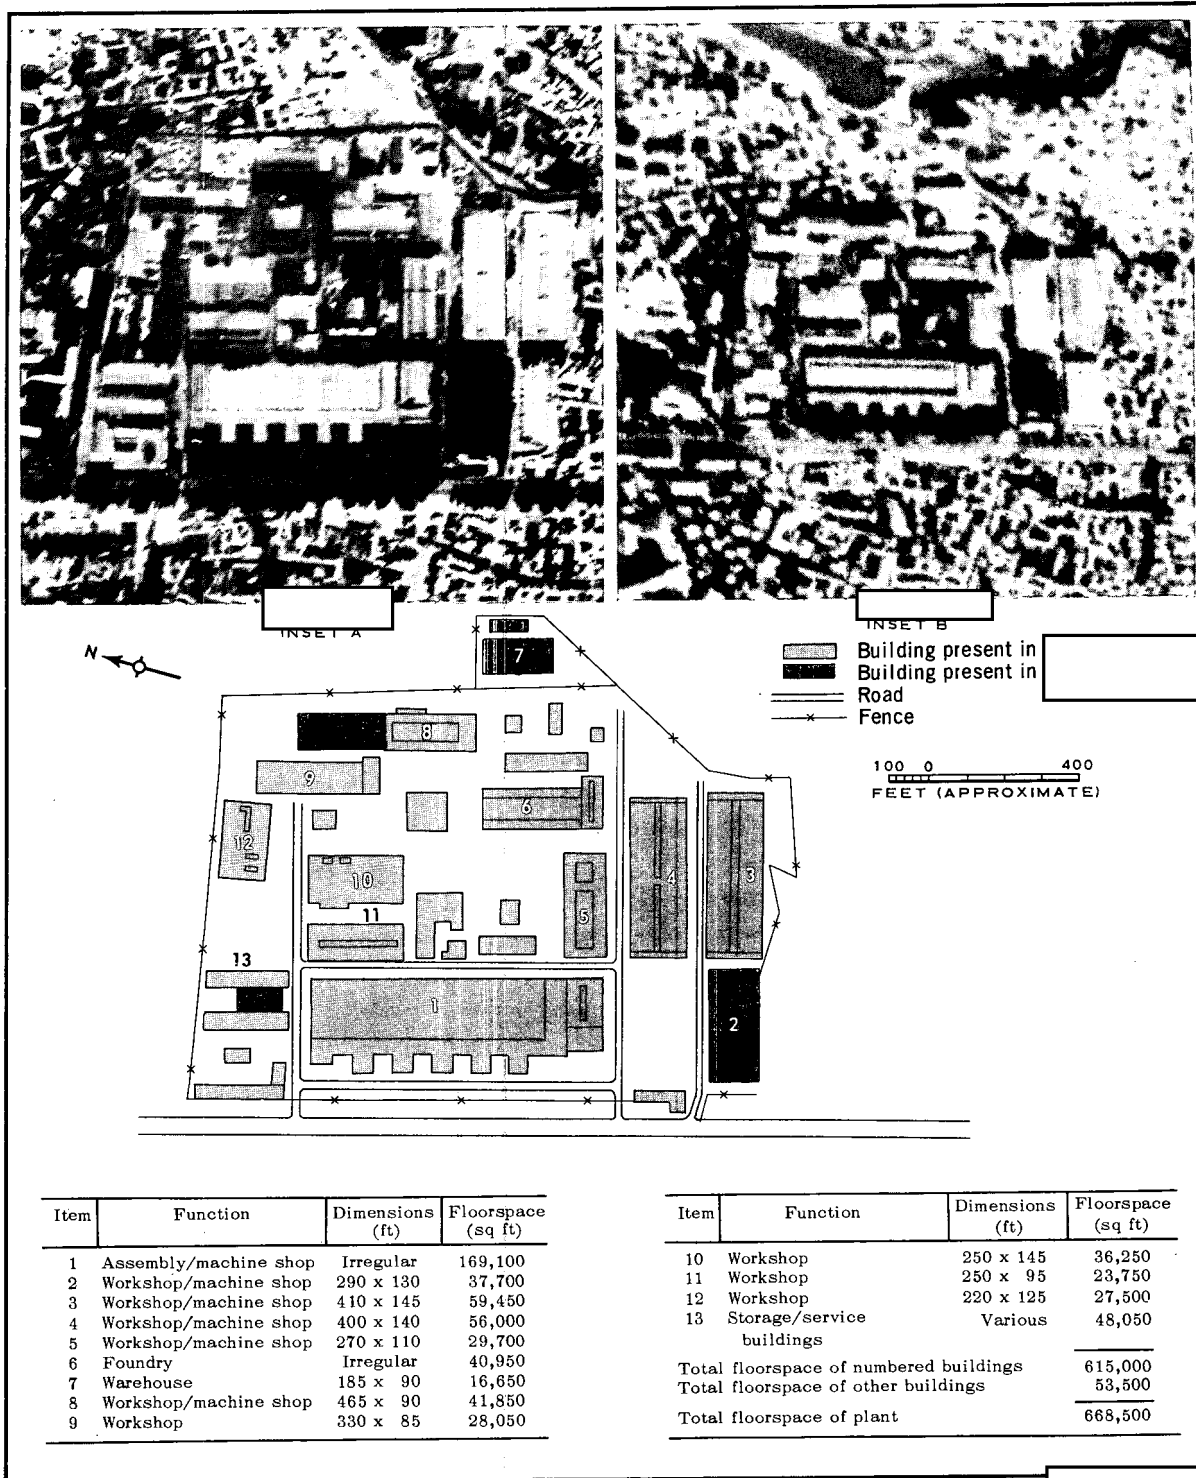 INSET A
INSET B
N
Building present in
Building present in
Road
Fence
100 0 400
FEET (APPROXIMATE)
7
8
9
6
12
10
4
3
11
5
13
1
2
Item Function Dimensions (ft) Floorspace (sq ft)
1 Assembly/machine shop Irregular 169,100
2 Workshop/machine shop 290 x 130 37,700
3 Workshop/machine shop 410 x 145 59,450
4 Workshop/machine shop 400 x 140 56,000
5 Workshop/machine shop 270 x 110 29,700
6 Foundry Irregular 40,950
7 Warehouse 185 x 90 16,650
8 Workshop/machine shop 465 x 90 41,850
9 Workshop 330 x 85 28,050
Item Function Dimensions (ft) Floorspace (sq ft)
10 Workshop 250 x 145 36,250
11 Workshop 250 x 95 23,750
12 Workshop 220 x 125 27,500
13 Storage/service Various 48,050
buildings
Total floorspace of numbered buildings 615,000
Total floorspace of other buildings 53,500
Total floorspace of plant 668,500